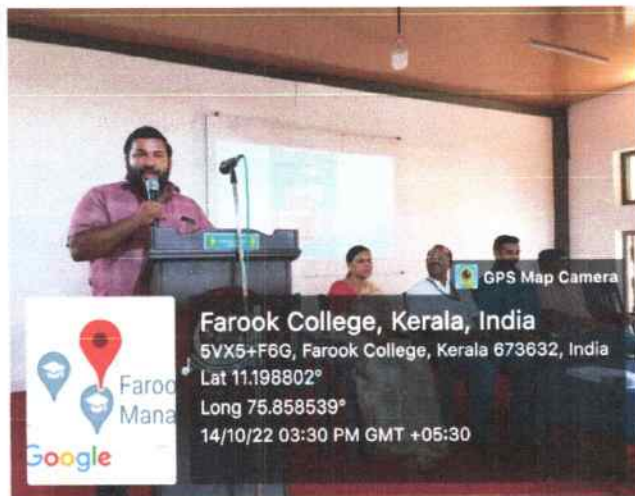 GPS Map Camera
Farook College, Kerala, India
5VX5+F6G, Farook College, Kerala 673632, India
Lat 11.198802°
Long 75.858539°
14/10/22 03:30 PM GMT +05:30
Faroo
Mana
Google